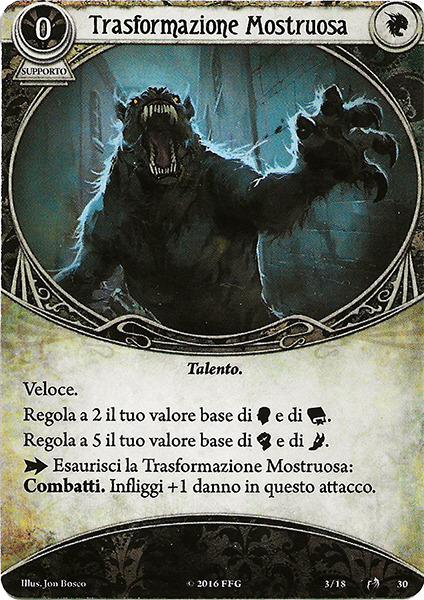 Trasformazione Mostruosa
0
SUPPORTO
Talento.
Veloce.
Regola a 2 il tuo valore base di e di .
Regola a 5 il tuo valore base di e di .
Esaurisci la Trasformazione Mostruosa:
Combatti. Infliggi +1 danno in questo attacco.
Illus. Jon Bosco © 2016 FFG 3/18 30